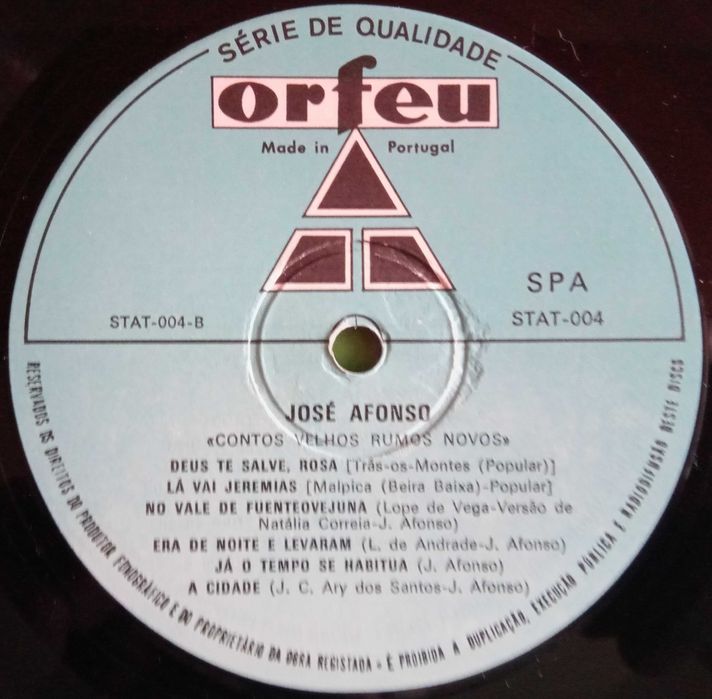 SÉRIE DE QUALIDADE
orfeu
Made in Portugal
SPA
STAT-004-B STAT-004
JOSÉ AFONSO
«CONTOS VELHOS RUMOS NOVOS»
DEUS TE SALVE, ROSA [Trás-os-Montes (Popular)]
LÁ VAI JEREMIAS [Malpica (Beira Baixa)-Popular]
NO VALE DE FUENTEOVEJUNA (Lope de Vega-Versão de
Natália Correia-J. Afonso)
ERA DE NOITE E LEVARAM (L. de Andrade-J. Afonso)
JÁ O TEMPO SE HABITUA (J. Afonso)
A CIDADE (J. C. Ary dos Santos-J. Afonso)
RESERVADOS OS DIREITOS DO PRODUTOR FONOGRÁFICO E DO PROPRIETÁRIO DA OBRA REGISTADA - É PROIBIDA A DUPLICAÇÃO, EXECUÇÃO PÚBLICA E RADIODIFUSÃO DESTE DISCO